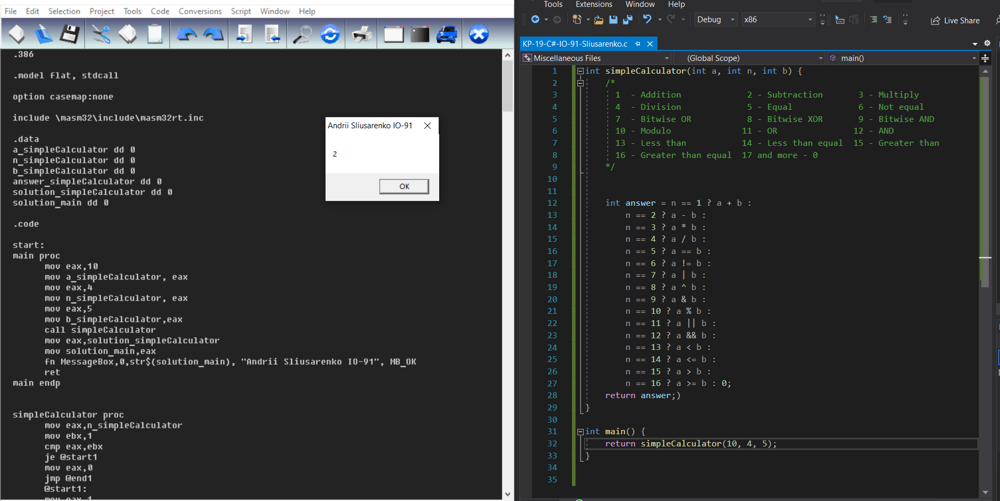 File Edit Selection Project Tools Code Conversions Script Window Help
.386
.model flat, stdcall
option casemap:none
include \masm32\include\masm32rt.inc
.data
a_simpleCalculator dd 0
n_simpleCalculator dd 0
b_simpleCalculator dd 0
answer_simpleCalculator dd 0
solution_simpleCalculator dd 0
solution_main dd 0
.code
start:
main proc
mov eax,10
mov a_simpleCalculator, eax
mov eax,4
mov n_simpleCalculator, eax
mov eax,5
mov b_simpleCalculator,eax
call simpleCalculator
mov eax,solution_simpleCalculator
mov solution_main,eax
fn MessageBox,0,str$(solution_main), "Andrii Sliusarenko IO-91", MB_OK
ret
main endp
simpleCalculator proc
mov eax,n_simpleCalculator
mov ebx,1
cmp eax,ebx
je @start1
mov eax,0
jmp @end1
@start1:
mov eax,1
Andrii Sliusarenko IO-91
2
OK
Tools Extensions Window Help
Debug x86 Live Share
KP-19-C#-IO-91-Sliusarenko.c
Miscellaneous Files (Global Scope) main()
1 int simpleCalculator(int a, int n, int b) {
2 /*
3 1 - Addition 2 - Subtraction 3 - Multiply
4 4 - Division 5 - Equal 6 - Not equal
5 7 - Bitwise OR 8 - Bitwise XOR 9 - Bitwise AND
6 10 - Modulo 11 - OR 12 - AND
7 13 - Less than 14 - Less than equal 15 - Greater than
8 16 - Greater than equal 17 and more - 0
9 */
10
11
12 int answer = n == 1 ? a + b :
13 n == 2 ? a - b :
14 n == 3 ? a * b :
15 n == 4 ? a / b :
16 n == 5 ? a == b :
17 n == 6 ? a != b :
18 n == 7 ? a | b :
19 n == 8 ? a ^ b :
20 n == 9 ? a & b :
21 n == 10 ? a % b :
22 n == 11 ? a || b :
23 n == 12 ? a && b :
24 n == 13 ? a < b :
25 n == 14 ? a <= b :
26 n == 15 ? a > b :
27 n == 16 ? a >= b : 0;
28 return answer;)
29 }
30
31 int main() {
32 return simpleCalculator(10, 4, 5);
33 }
34
35